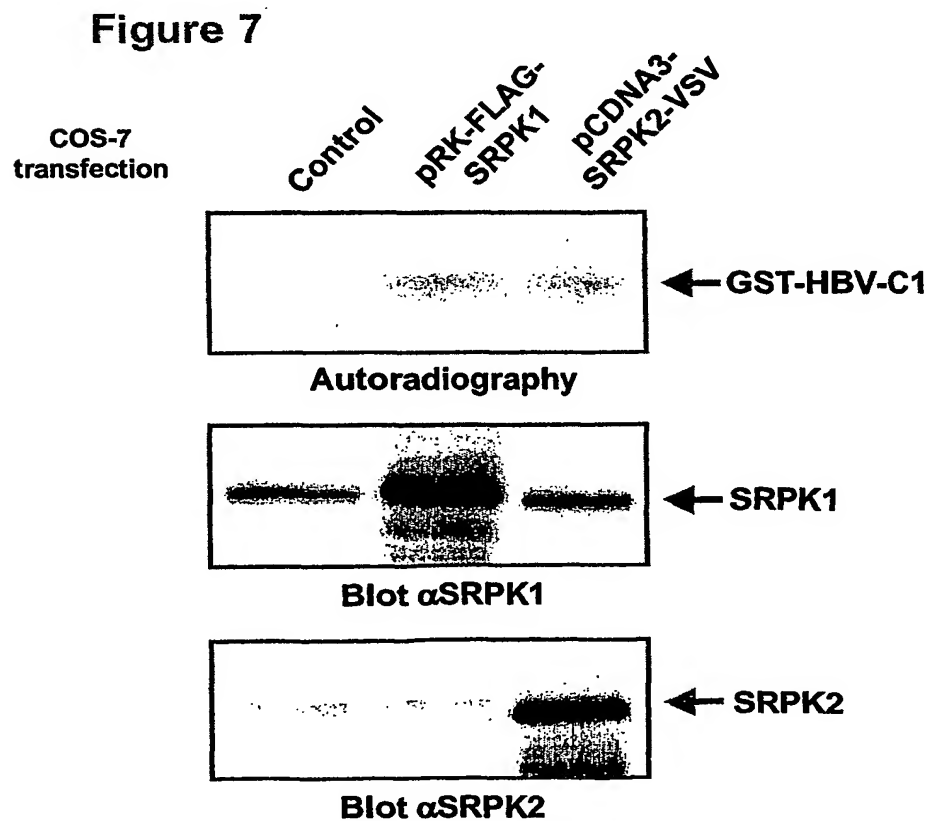 Figure 7
COS-7
transfection
Control
pRK-FLAG-
SRPK1
pCDNA3-
SRPK2-VSV
GST-HBV-C1
Autoradiography
SRPK1
Blot αSRPK1
SRPK2
Blot αSRPK2